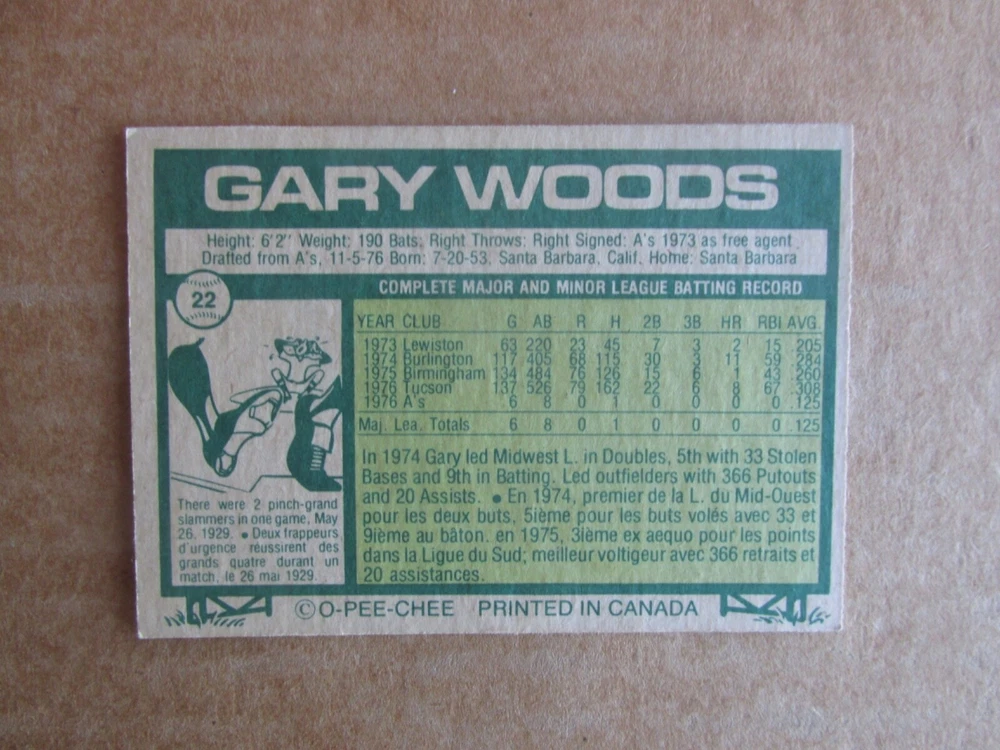 GARY WOODS
Height: 6'2" Weight: 190 Bats: Right Throws: Right Signed: A's 1973 as free agent
Drafted from A's, 11-5-76 Born: 7-20-53, Santa Barbara, Calif. Home: Santa Barbara
22
COMPLETE MAJOR AND MINOR LEAGUE BATTING RECORD
YEAR CLUB G AB R H 2B 3B HR RBI AVG.
1973 Lewiston 63 220 23 45 7 3 2 15 .205
1974 Burlington 117 405 68 115 30 3 11 59 .284
1975 Birmingham 134 484 76 126 15 6 1 43 .260
1976 Tucson 137 526 79 162 22 6 8 67 .308
1976 A's 6 8 0 1 0 0 0 0 .125
Maj. Lea. Totals 6 8 0 1 0 0 0 0 .125
In 1974 Gary led Midwest L. in Doubles, 5th with 33 Stolen
Bases and 9th in Batting. Led outfielders with 366 Putouts
and 20 Assists. • En 1974, premier de la L. du Mid-Ouest
pour les deux buts, 5ième pour les buts volés avec 33 et
9ième au bâton. en 1975, 3ième ex aequo pour les points
dans la Ligue du Sud; meilleur voltigeur avec 366 retraits et
20 assistances.
There were 2 pinch-grand
slammers in one game, May
26, 1929. • Deux frappeurs
d'urgence réussirent des
grands quatre durant un
match, le 26 mai 1929.
© O-PEE-CHEE PRINTED IN CANADA